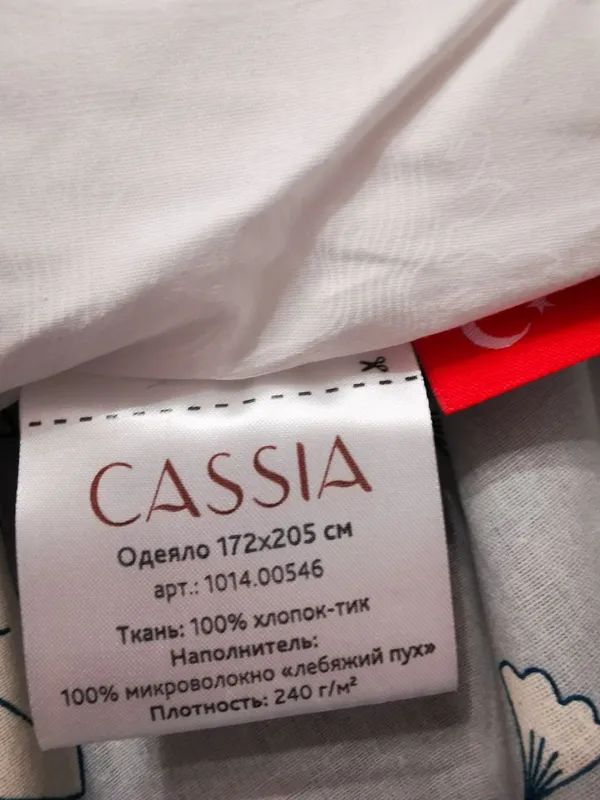 CASSIA
Одеяло 172х205 см
арт.: 1014.00546
Ткань: 100% хлопок-тик
Наполнитель:
100% микроволокно «лебяжий пух»
Плотность: 240 г/м²